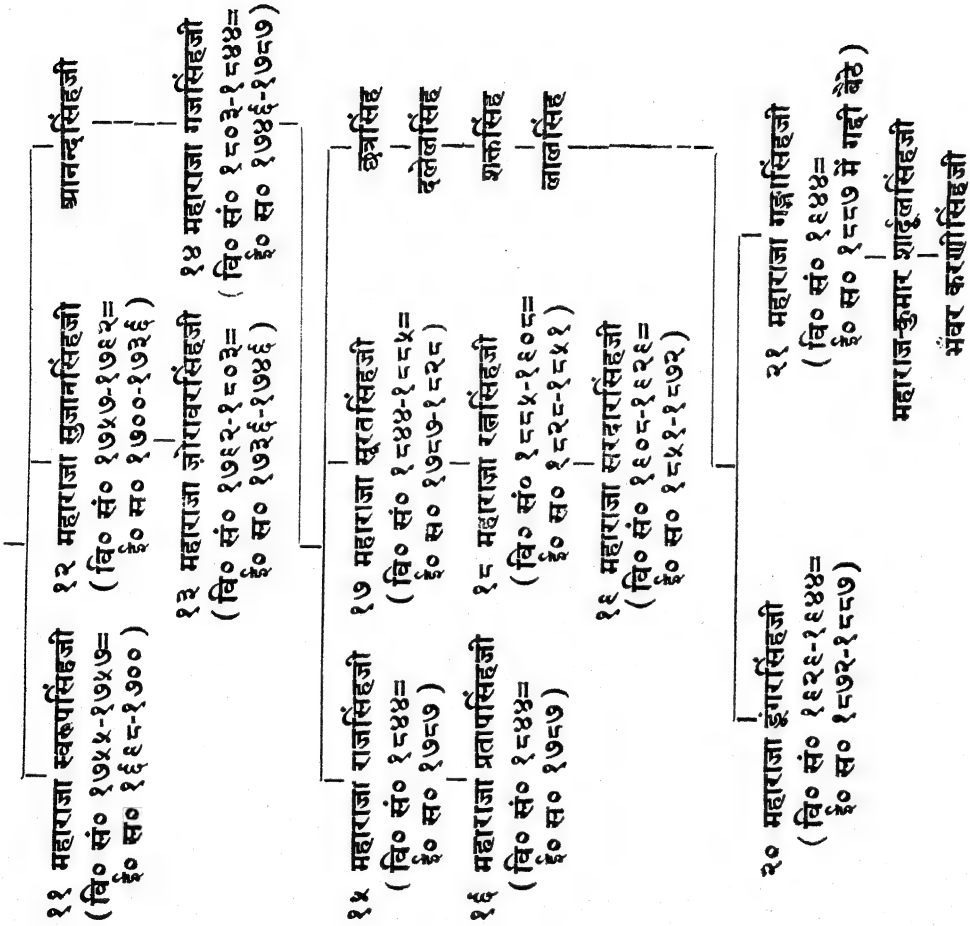 ११ महाराजा स्वरूपसिंहजी
(वि० सं० १७५५-१७५७=
ई० स० १६९८-१७००)
१२ महाराजा सुजानसिंहजी
(वि० सं० १७५७-१७९२=
ई० स० १७००-१७३६)
आनन्दसिंहजी
१३ महाराजा ज़ोरावरसिंहजी
(वि० सं० १७९२-१८०३=
ई० स० १७३६-१७४६)
१४ महाराजा गजसिंहजी
(वि० सं० १८०३-१८४४=
ई० स० १७४६-१७८७)
१५ महाराजा राजसिंहजी
(वि० सं० १८४४=
ई० स० १७८७)
१६ महाराजा प्रतापसिंहजी
(वि० सं० १८४४=
ई० स० १७८७)
१७ महाराजा सूरतसिंहजी
(वि० सं० १८४४-१८८५=
ई० स० १७८७-१८२८)
१८ महाराजा रत्नसिंहजी
(वि० सं० १८८५-१९०८=
ई० स० १८२८-१८५१)
१९ महाराजा सरदारसिंहजी
(वि० सं० १९०८-१९२९=
ई० स० १८५१-१८७२)
छत्रसिंह
दलेलसिंह
शक्तसिंह
लालसिंह
२० महाराजा डूंगरसिंहजी
(वि० सं० १९२९-१९४४=
ई० स० १८७२-१८८७)
२१ महाराजा गङ्गासिंहजी
(वि० सं० १९४४=
ई० स० १८८७ में गद्दी बैठे)
महाराज-कुमार शार्दूलसिंहजी
भंवर करणीसिंहजी